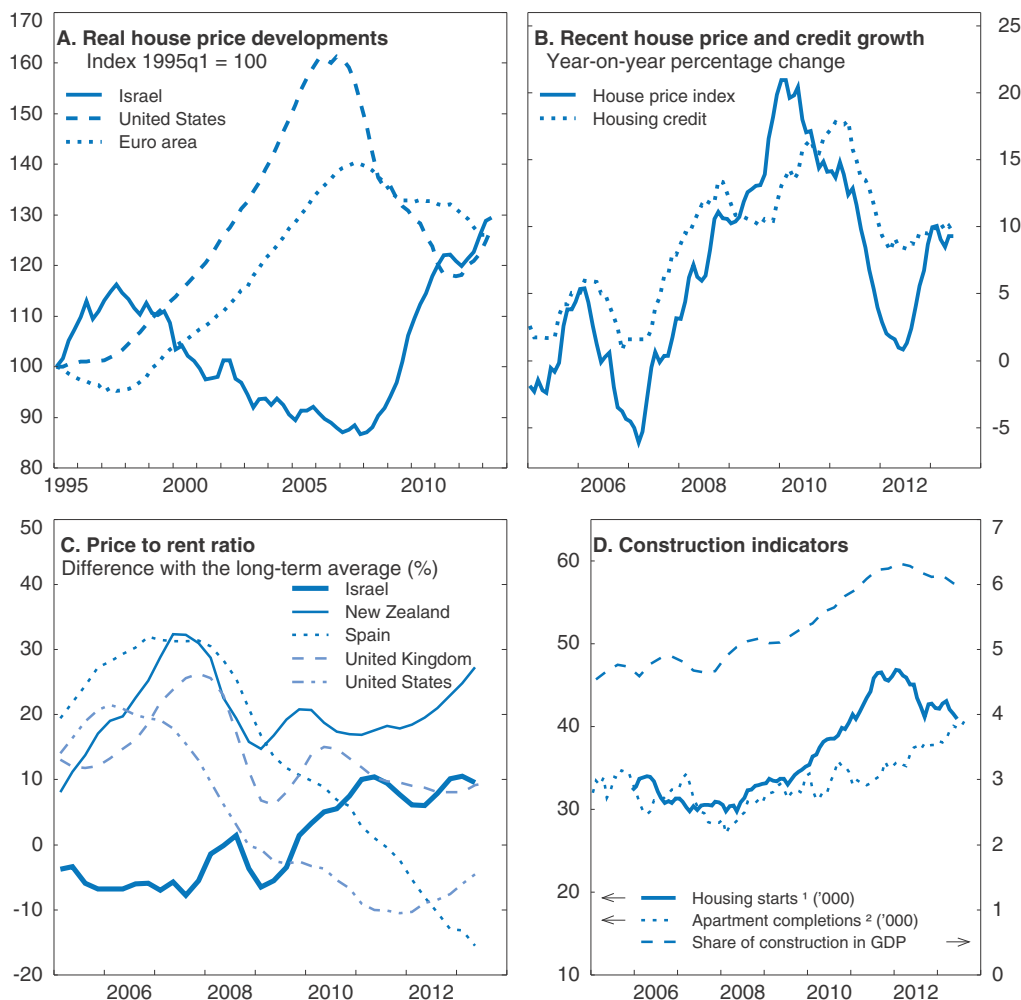 A. Real house price developments
Index 1995q1 = 100
Israel
United States
Euro area
170
160
150
140
130
120
110
100
90
80
1995 2000 2005 2010
B. Recent house price and credit growth
Year-on-year percentage change
House price index
Housing credit
25
20
15
10
5
0
-5
2006 2008 2010 2012
C. Price to rent ratio
Difference with the long-term average (%)
Israel
New Zealand
Spain
United Kingdom
United States
50
40
30
20
10
0
-10
-20
2006 2008 2010 2012
D. Construction indicators
60
50
40
30
20
10
7
6
5
4
3
2
1
0
Housing starts ¹ ('000)
Apartment completions ² ('000)
Share of construction in GDP
2006 2008 2010 2012